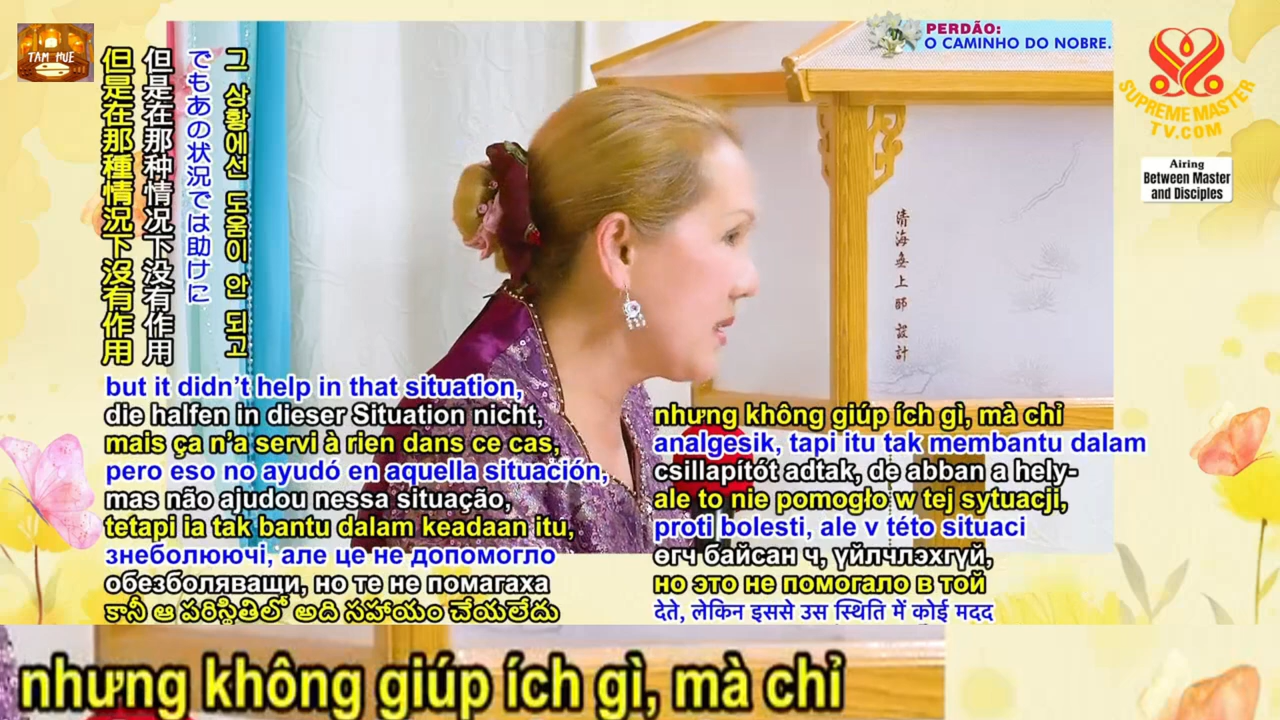 TAM HUE
但是在那種情況下沒有作用
但是在那种情况下没有作用
でもあの状況では助けに
그 상황에선 도움이 안 되고
PERDÃO:
O CAMINHO DO NOBRE.
SUPREME MASTER
TV.COM
Airing
Between Master
and Disciples
清海無上師設計
but it didn’t help in that situation,
die halfen in dieser Situation nicht,
mais ça n’a servi à rien dans ce cas,
pero eso no ayudó en aquella situación,
mas não ajudou nessa situação,
tetapi ia tak bantu dalam keadaan itu,
знеболюючі, але це не допомогло
обезболяващи, но те не помагаха
కానీ ఆ పరిస్థితిలో అది సహాయం చేయలేదు
nhưng không giúp ích gì, mà chỉ
analgesik, tapi itu tak membantu dalam
csillapítót adtak, de abban a hely-
ale to nie pomogło w tej sytuacji,
proti bolesti, ale v této situaci
өгч байсан ч, үйлчлэхгүй,
но это не помогало в той
देते, लेकिन इससे उस स्थिति में कोई मदद
nhưng không giúp ích gì, mà chỉ